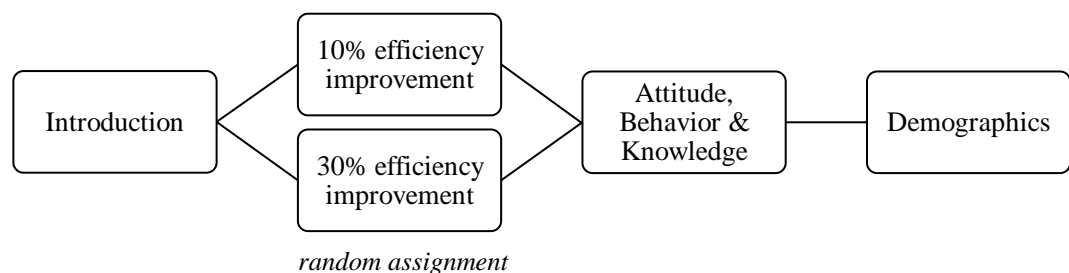 Introduction
10% efficiency
improvement
30% efficiency
improvement
random assignment
Attitude,
Behavior &
Knowledge
Demographics